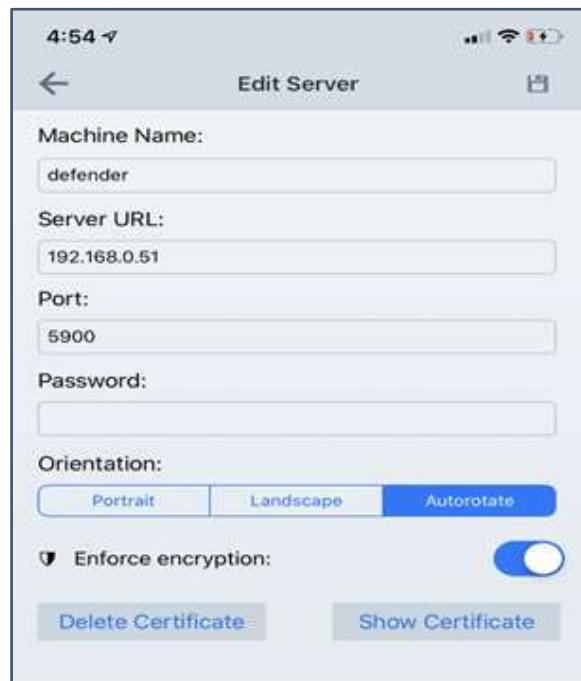 4:54
Edit Server
Machine Name:
defender
Server URL:
192.168.0.51
Port:
5900
Password:
Orientation:
Portrait Landscape Autorotate
Enforce encryption:
Delete Certificate Show Certificate